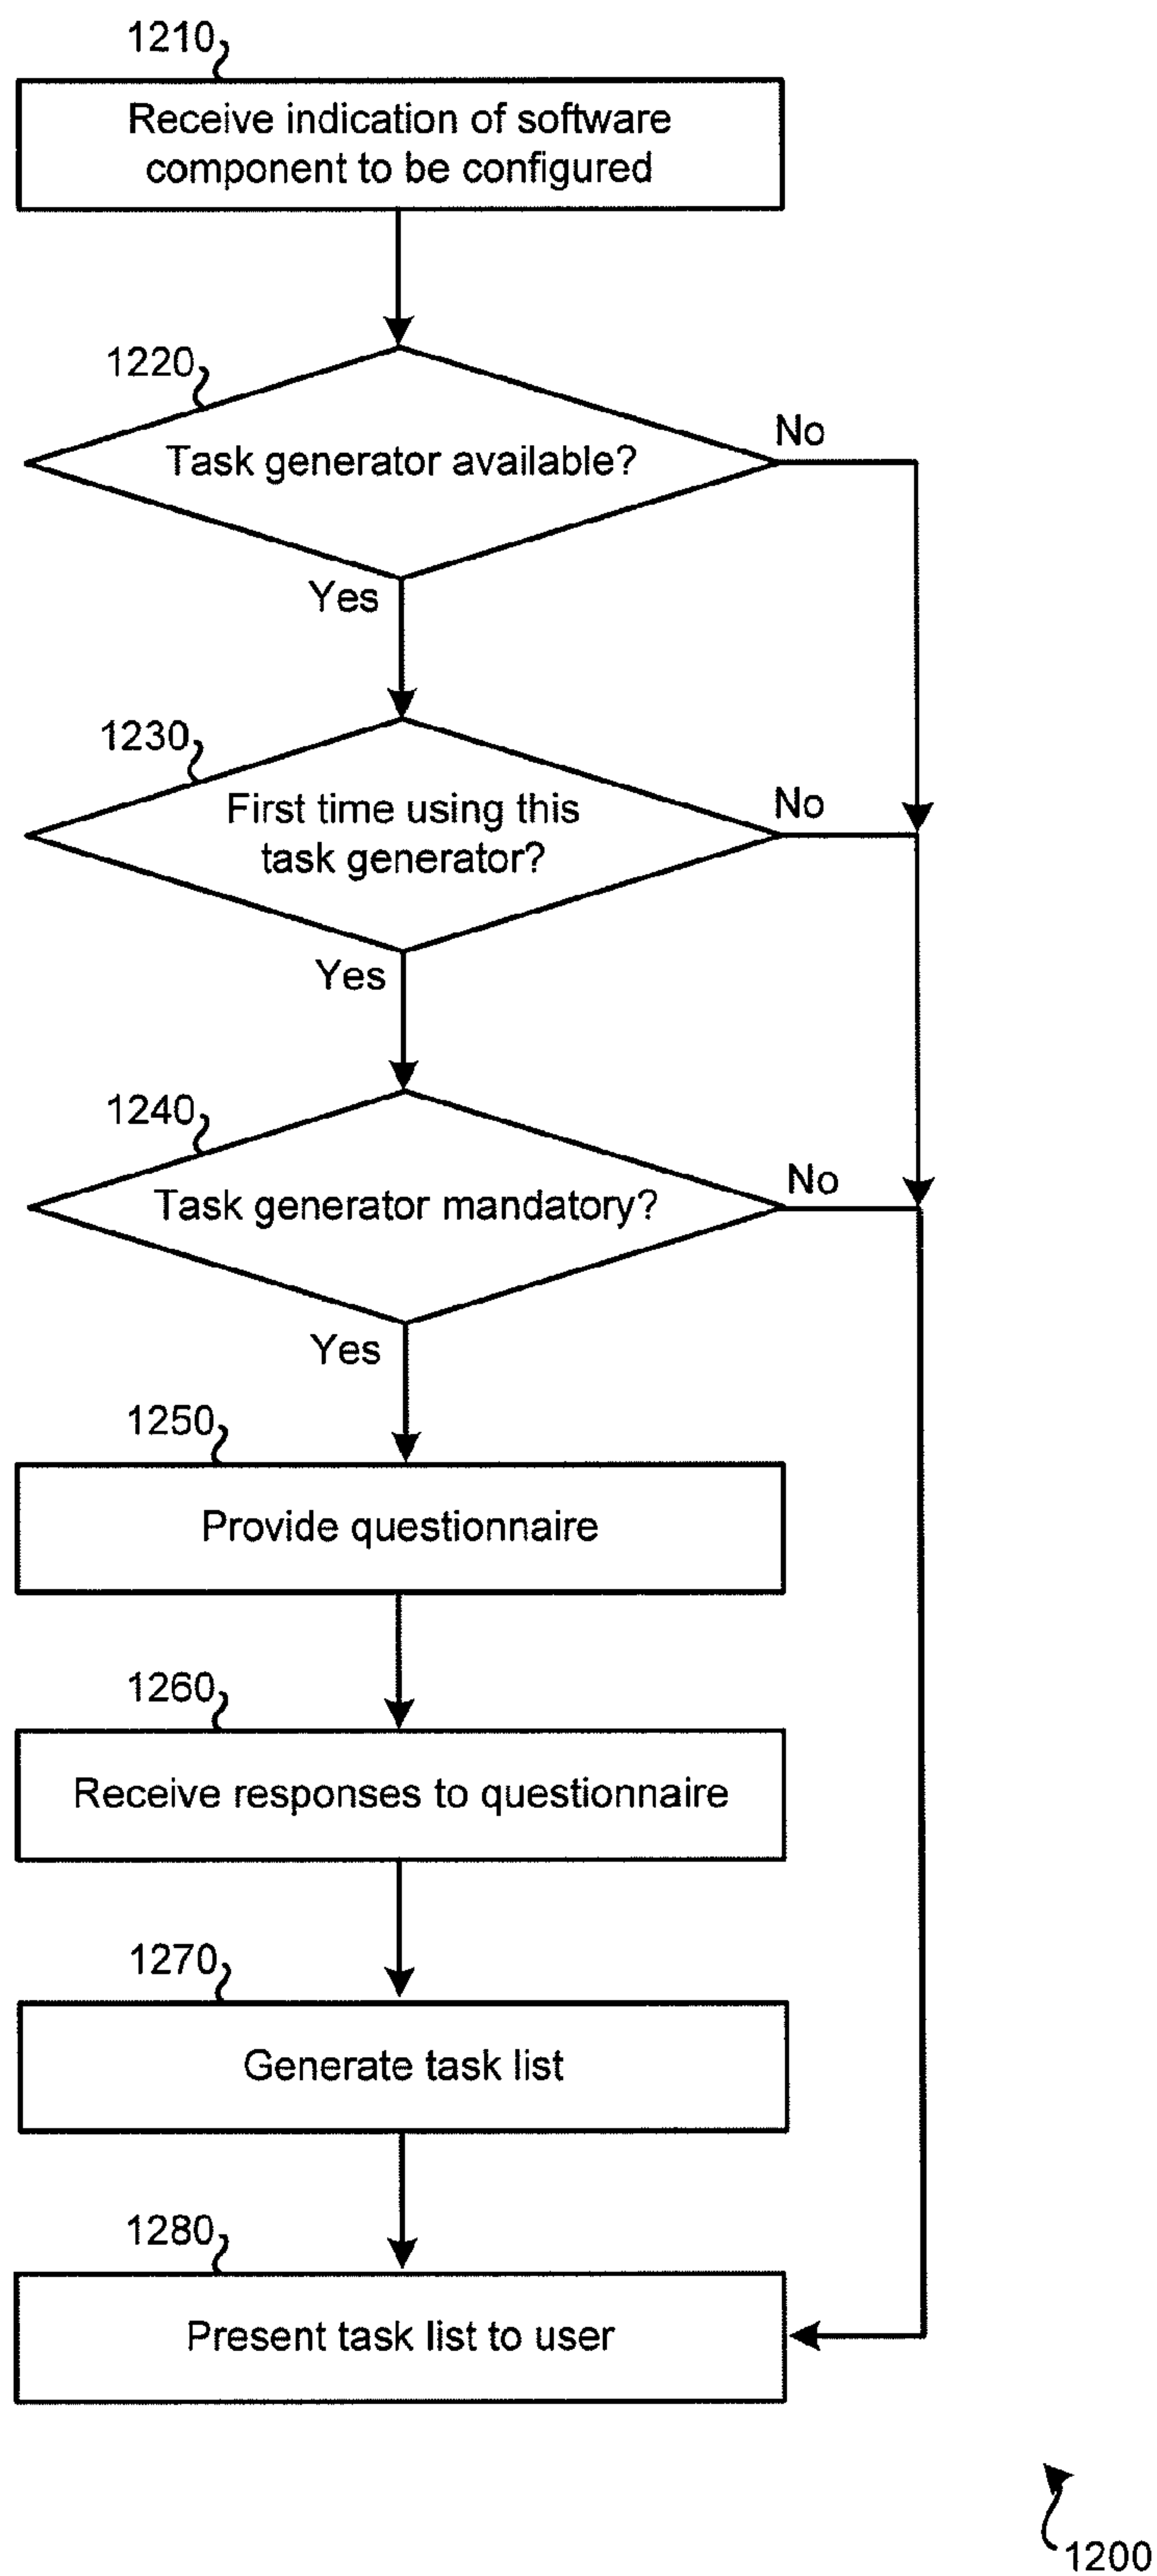 1210
Receive indication of software
component to be configured
1220
Task generator available?
No
Yes
1230
First time using this
task generator?
No
Yes
1240
Task generator mandatory?
No
Yes
1250
Provide questionnaire
1260
Receive responses to questionnaire
1270
Generate task list
1280
Present task list to user
1200